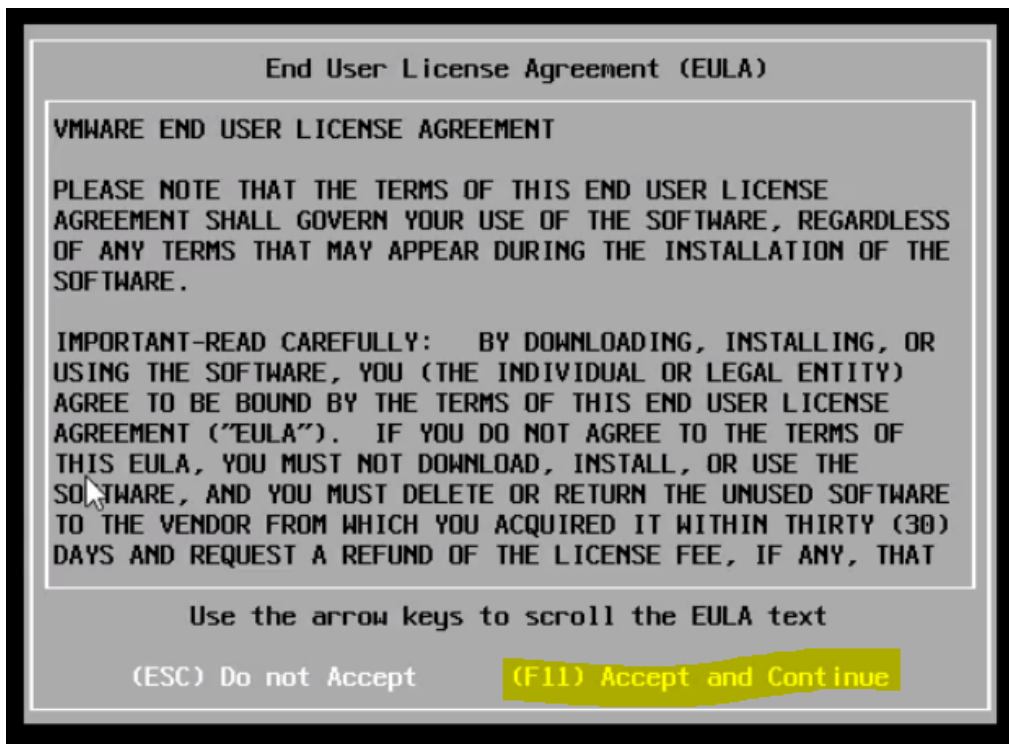 End User License Agreement (EULA)
VMWARE END USER LICENSE AGREEMENT
PLEASE NOTE THAT THE TERMS OF THIS END USER LICENSE
AGREEMENT SHALL GOVERN YOUR USE OF THE SOFTWARE, REGARDLESS
OF ANY TERMS THAT MAY APPEAR DURING THE INSTALLATION OF THE
SOFTWARE.
IMPORTANT-READ CAREFULLY:   BY DOWNLOADING, INSTALLING, OR
USING THE SOFTWARE, YOU (THE INDIVIDUAL OR LEGAL ENTITY)
AGREE TO BE BOUND BY THE TERMS OF THIS END USER LICENSE
AGREEMENT ("EULA").  IF YOU DO NOT AGREE TO THE TERMS OF
THIS EULA, YOU MUST NOT DOWNLOAD, INSTALL, OR USE THE
SOFTWARE, AND YOU MUST DELETE OR RETURN THE UNUSED SOFTWARE
TO THE VENDOR FROM WHICH YOU ACQUIRED IT WITHIN THIRTY (30)
DAYS AND REQUEST A REFUND OF THE LICENSE FEE, IF ANY, THAT
Use the arrow keys to scroll the EULA text
(ESC) Do not Accept (F11) Accept and Continue